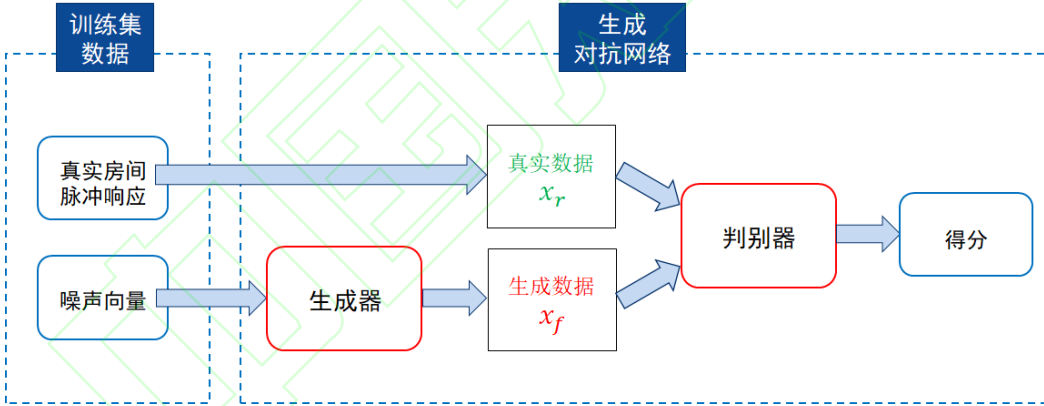 训练集
数据
生成
对抗网络
真实房间
脉冲响应
真实数据
x_r
判别器
得分
噪声向量
生成器
生成数据
x_f